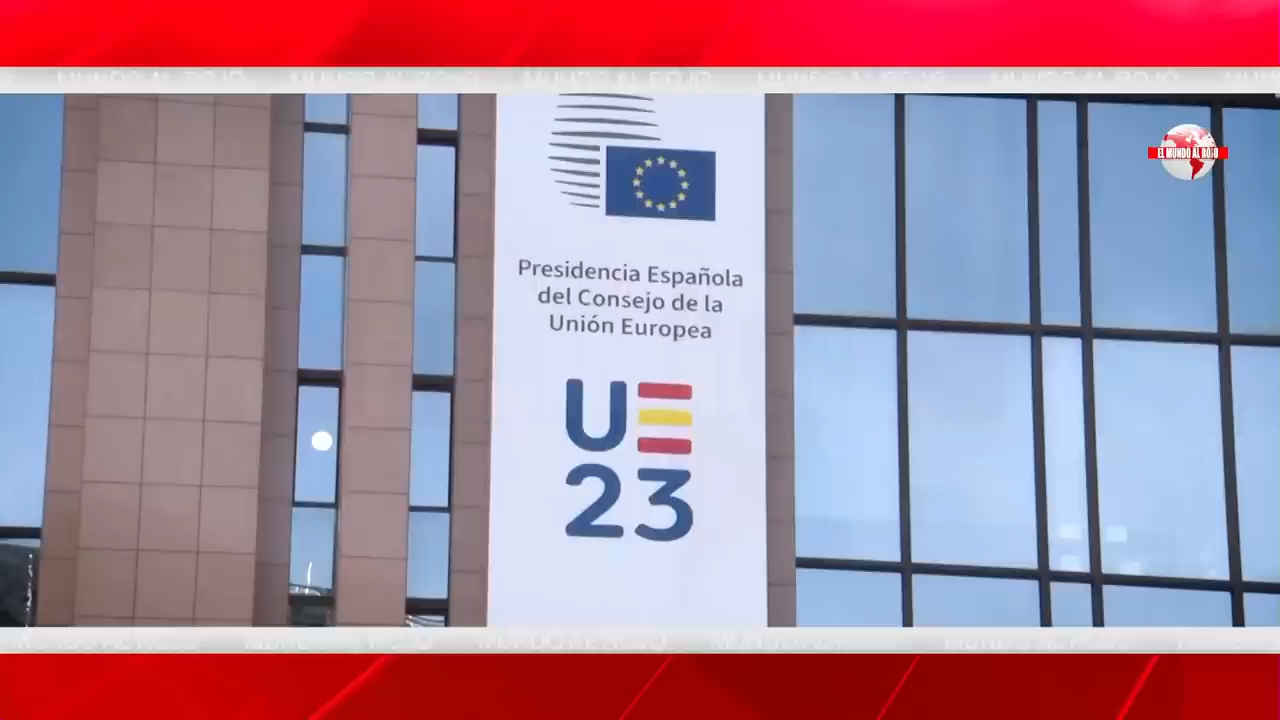 EL MUNDO AL ROJO
Presidencia Española
del Consejo de la
Unión Europea
UE
23